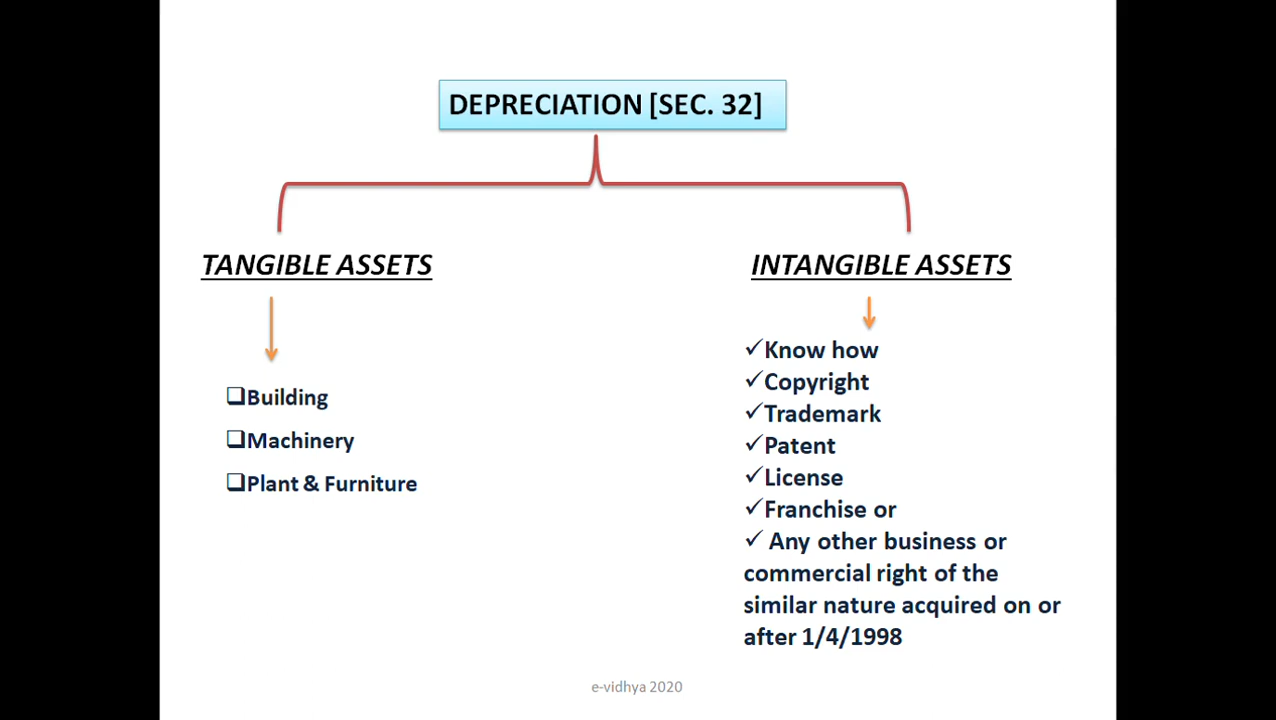 DEPRECIATION [SEC. 32]
TANGIBLE ASSETS
❑Building
❑Machinery
❑Plant & Furniture
INTANGIBLE ASSETS
✓Know how
✓Copyright
✓Trademark
✓Patent
✓License
✓Franchise or
✓ Any other business or
commercial right of the
similar nature acquired on or
after 1/4/1998
e-vidhya 2020